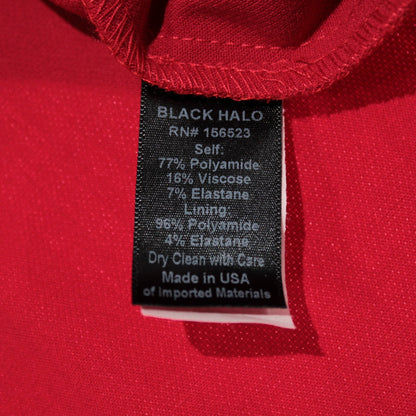 BLACK HALO
RN# 156523
Self:
77% Polyamide
16% Viscose
7% Elastane
Lining:
96% Polyamide
4% Elastane
Dry Clean with Care
Made in USA
of Imported Materials